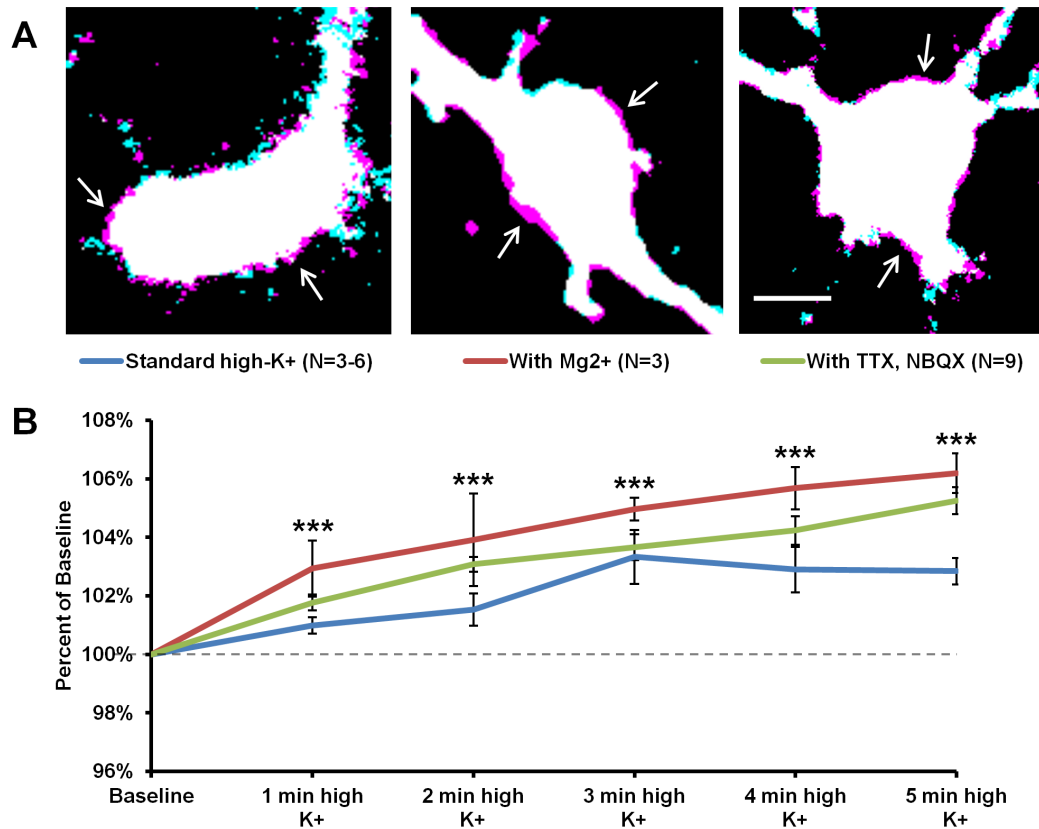 A
Standard high-K+ (N=3-6)
With Mg2+ (N=3)
With TTX, NBQX (N=9)
B
Percent of Baseline
108%
106%
104%
102%
100%
98%
96%
***
***
***
***
***
Baseline
1 min high
K+
2 min high
K+
3 min high
K+
4 min high
K+
5 min high
K+